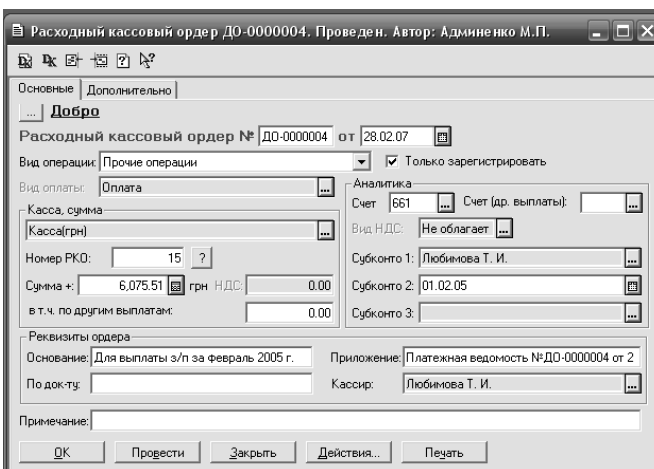 Расходный кассовый ордер ДО-0000004. Проведен. Автор: Админенко М.П.
Основные Дополнительно
... Добро
Расходный кассовый ордер № ДО-0000004 от 28.02.07
Вид операции: Прочие операции Только зарегистрировать
Вид оплаты: Оплата ...
Аналитика
Счет 661 ... Счет (др. выплаты): ...
Касса, сумма
Касса(грн) ...
Вид НДС: Не облагает ...
Номер РКО: 15 ?
Субконто 1: Любимова Т. И. ...
Сумма +: 6,075.51 грн НДС: 0.00
Субконто 2: 01.02.05
в т.ч. по другим выплатам: 0.00
Субконто 3: ...
Реквизиты ордера
Основание: Для выплаты з/п за февраль 2005 г. Приложение: Платежная ведомость №ДО-0000004 от 2
По док-ту: Кассир: Любимова Т. И. ...
Примечание:
OK Провести Закрыть Действия... Печать